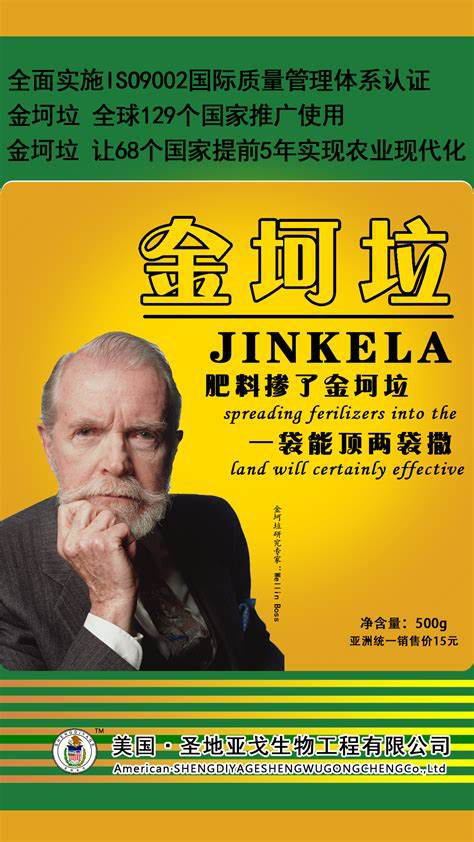 全面实施ISO9002国际质量管理体系认证
金坷垃 全球129个国家推广使用
金坷垃 让68个国家提前5年实现农业现代化
金坷垃
JINKELA
肥料掺了金坷垃
spreading ferilizers into the
一袋能顶两袋撒
land will certainly effective
金坷垃研究专家：Mellin Boss
净含量：500g
亚洲统一销售价15元
TM
美国·圣地亚戈生物工程有限公司
American·SHENGDIYAGESHENGWUGONGCHENGCo.,Ltd